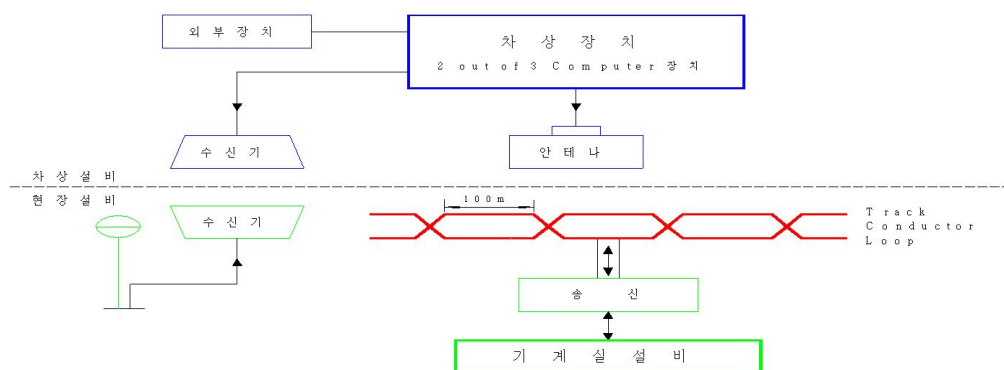 외부장치
차상장치
2 out of 3 Computer 장치
수신기
안테나
차상설비
현장설비
수신기
100m
Track
Conductor
Loop
송신
기계실설비